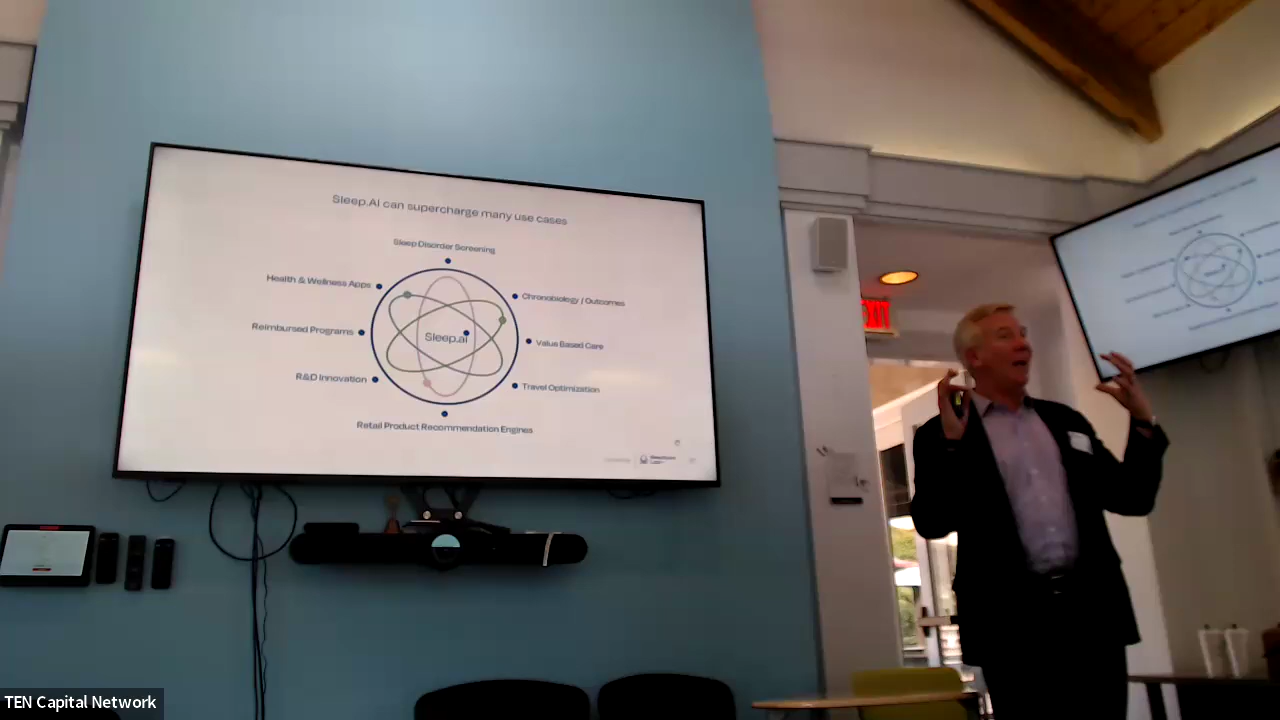 Sleep.AI can supercharge many use cases
Sleep Disorder Screening
Health & Wellness Apps
Chronobiology / Outcomes
Reimbursed Programs
Sleep.ai
Value Based Care
R&D Innovation
Travel Optimization
Retail Product Recommendation Engines
EXIT
TEN Capital Network